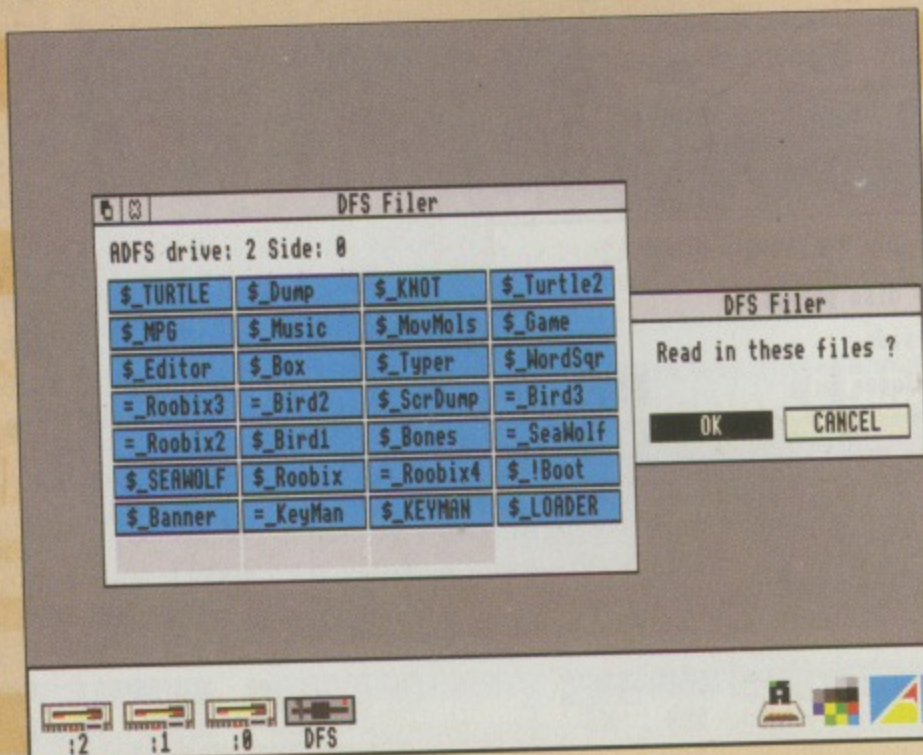 DFS Filer
ADFS drive: 2 Side: 0
$_TURTLE $_Dump $_KNOT $_Turtle2
$_MPG $_Music $_MovMols $_Game
$_Editor $_Box $_Typer $_WordSqr
=_Roobix3 =_Bird2 $_ScrDump =_Bird3
=_Roobix2 $_Bird1 $_Bones =_SeaWolf
$_SEAWOLF $_Roobix =_Roobix4 $_!Boot
$_Banner =_KeyMan $_KEYMAN $_LOADER
DFS Filer
Read in these files ?
OK CANCEL
:2 :1 :0 DFS